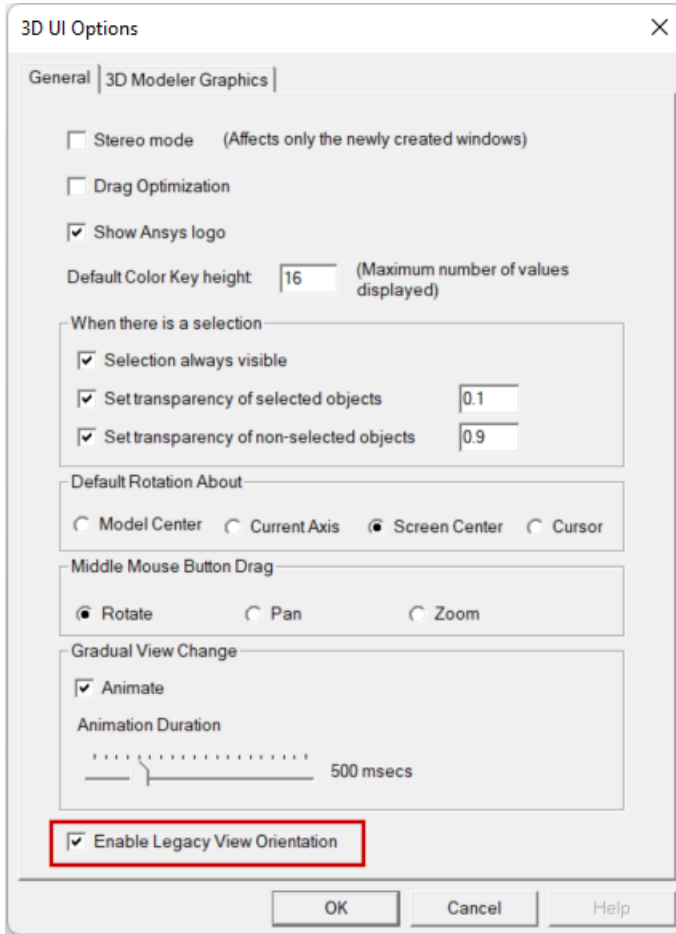 3D UI Options
General 3D Modeler Graphics
Stereo mode (Affects only the newly created windows)
Drag Optimization
Show Ansys logo
Default Color Key height: 16 (Maximum number of values
displayed)
When there is a selection
Selection always visible
Set transparency of selected objects 0.1
Set transparency of non-selected objects 0.9
Default Rotation About
Model Center Current Axis Screen Center Cursor
Middle Mouse Button Drag
Rotate Pan Zoom
Gradual View Change
Animate
Animation Duration
500 msecs
Enable Legacy View Orientation
OK Cancel Help